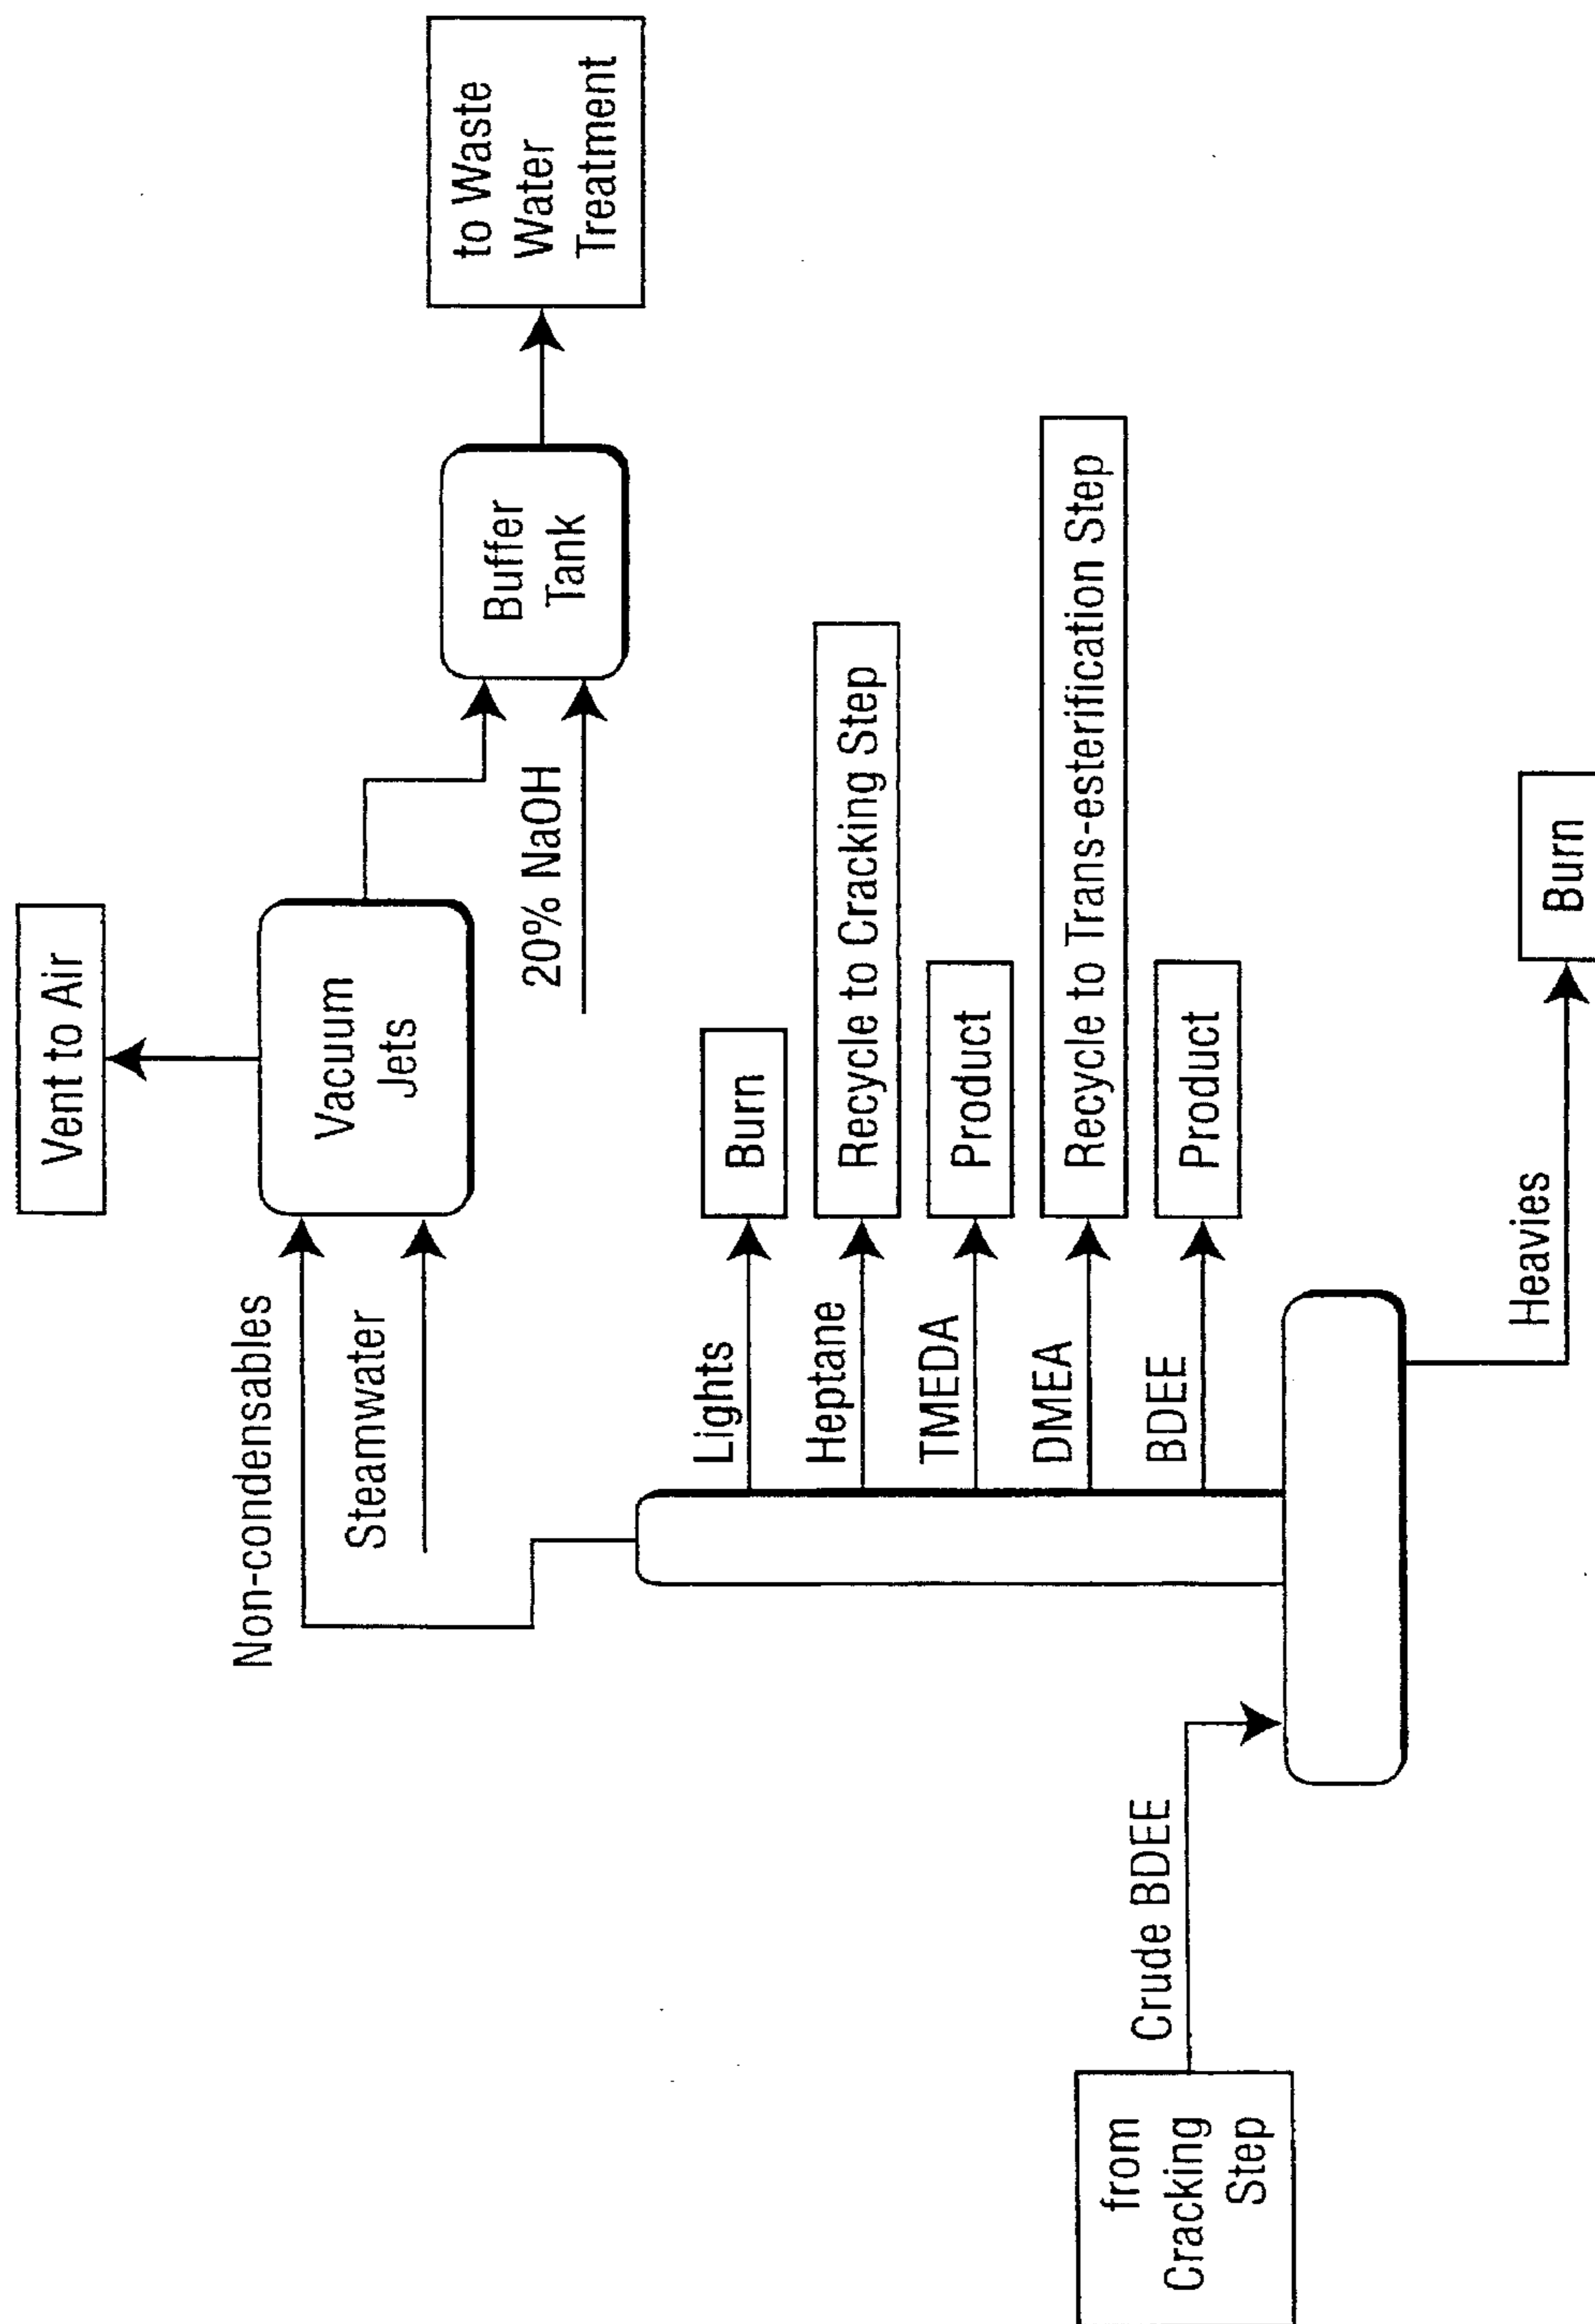 Vent to Air
Non-condensables
Steamwater
Vacuum
Jets
20% NaOH
Buffer
Tank
to Waste
Water
Treatment
Lights
Burn
Heptane
Recycle to Cracking Step
TMEDA
Product
DMEA
Recycle to Trans-esterification Step
BDEE
Product
from
Cracking
Step
Crude BDEE
Heavies
Burn